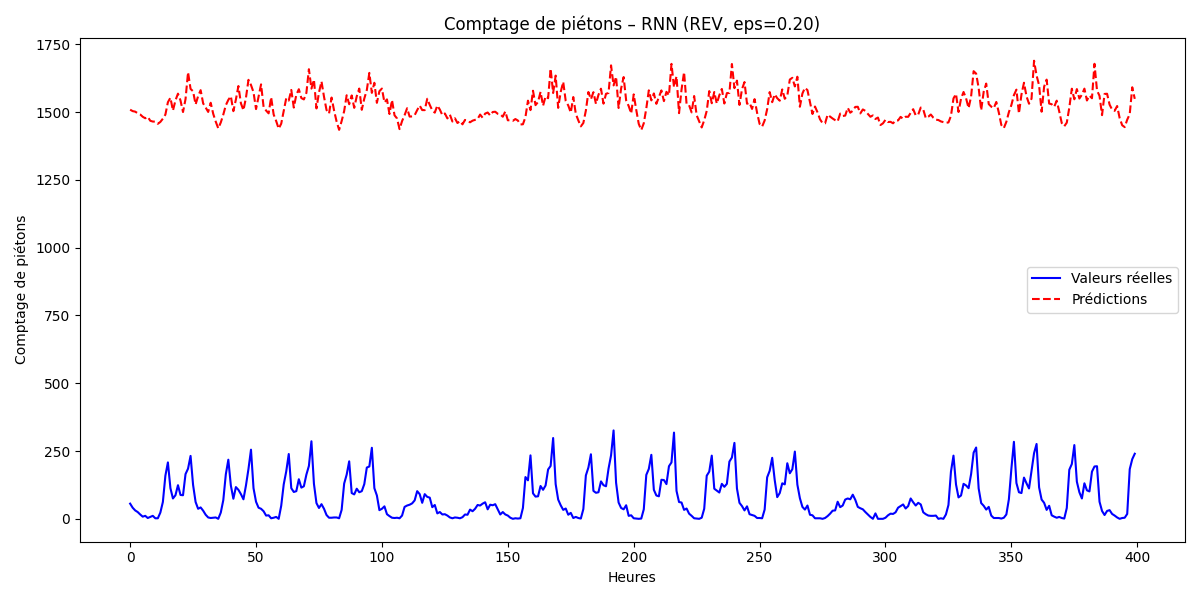 Comptage de piétons – RNN (REV, eps=0.20)
1750
1500
1250
1000
750
500
250
0
Comptage de piétons
Valeurs réelles
Prédictions
0 50 100 150 200 250 300 350 400
Heures